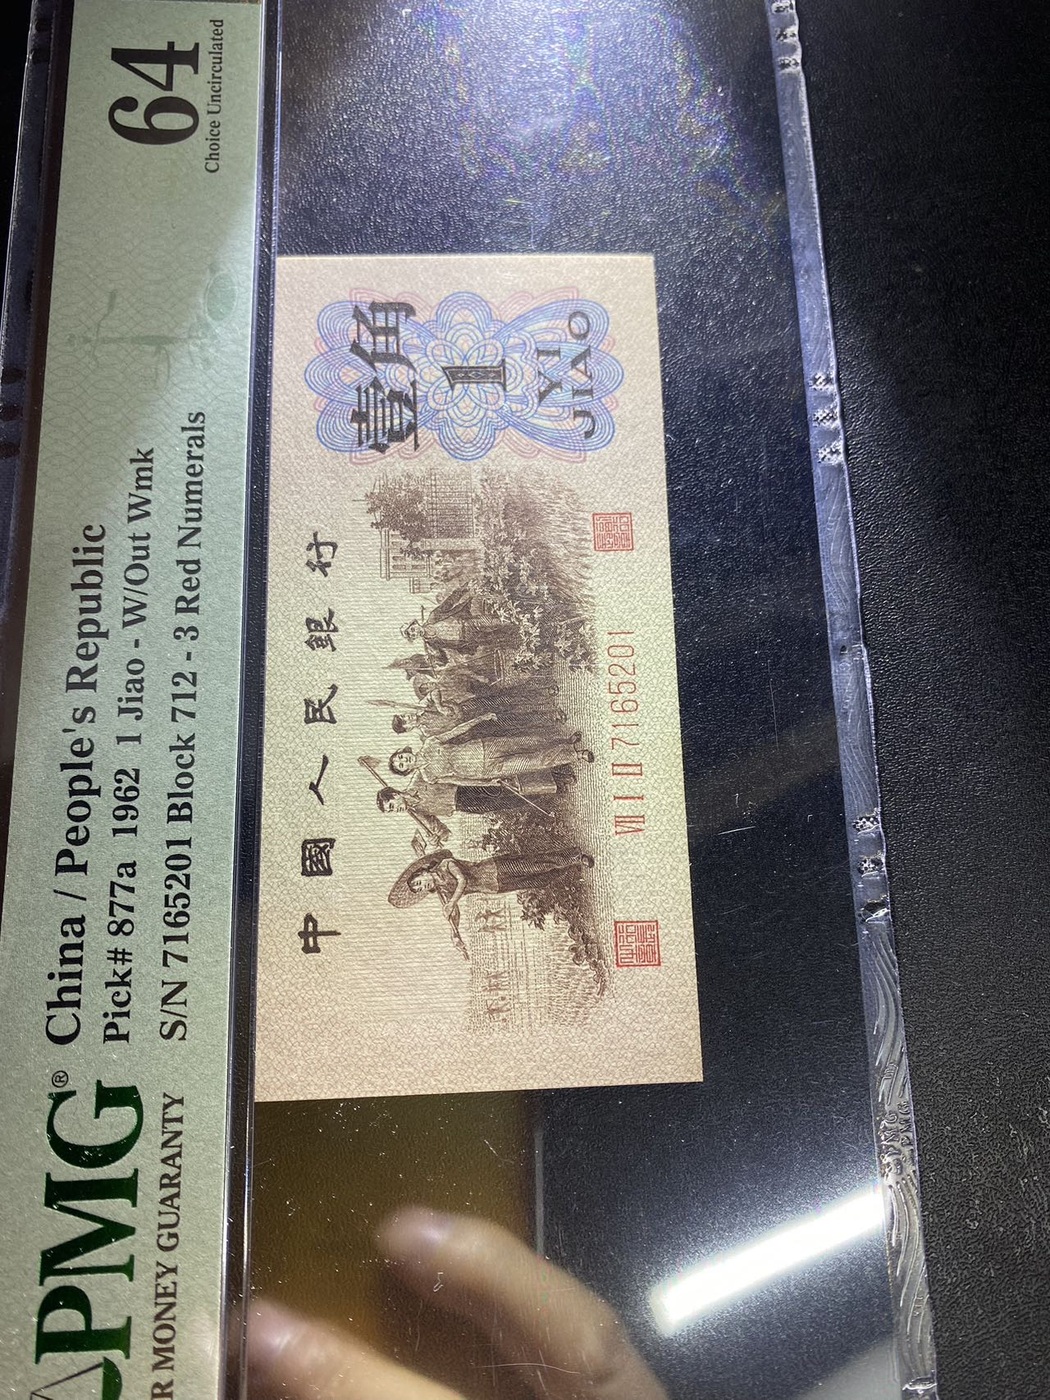 PMG®
R MONEY GUARANTY
China / People's Republic
Pick# 877a 1962 1 Jiao - W/Out Wmk
S/N 7165201 Block 712 - 3 Red Numerals
64
Choice Uncirculated
中國人民銀行
壹角
1
YI
JIAO
VII I II 7165201